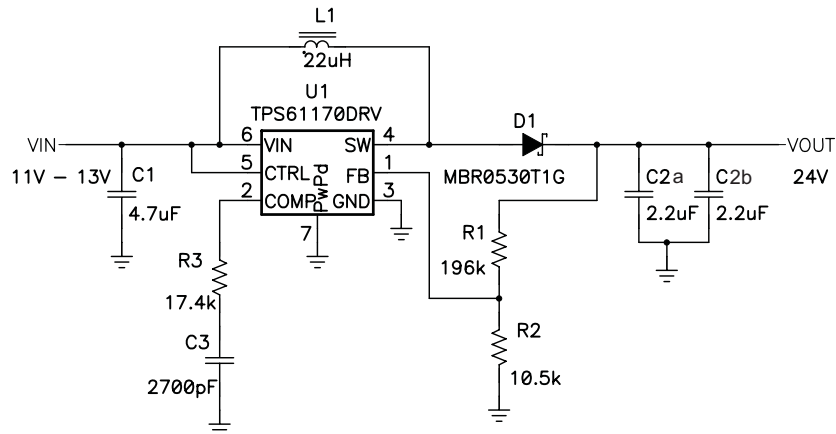 L1
22uH
U1
TPS61170DRV
VIN
6
VIN
SW
4
D1
VOUT
11V – 13V
C1
4.7uF
5
CTRL
FB
1
MBR0530T1G
C2a
2.2uF
C2b
2.2uF
24V
2
COMP
PwPd
GND
3
7
R1
196k
R3
17.4k
C3
2700pF
R2
10.5k